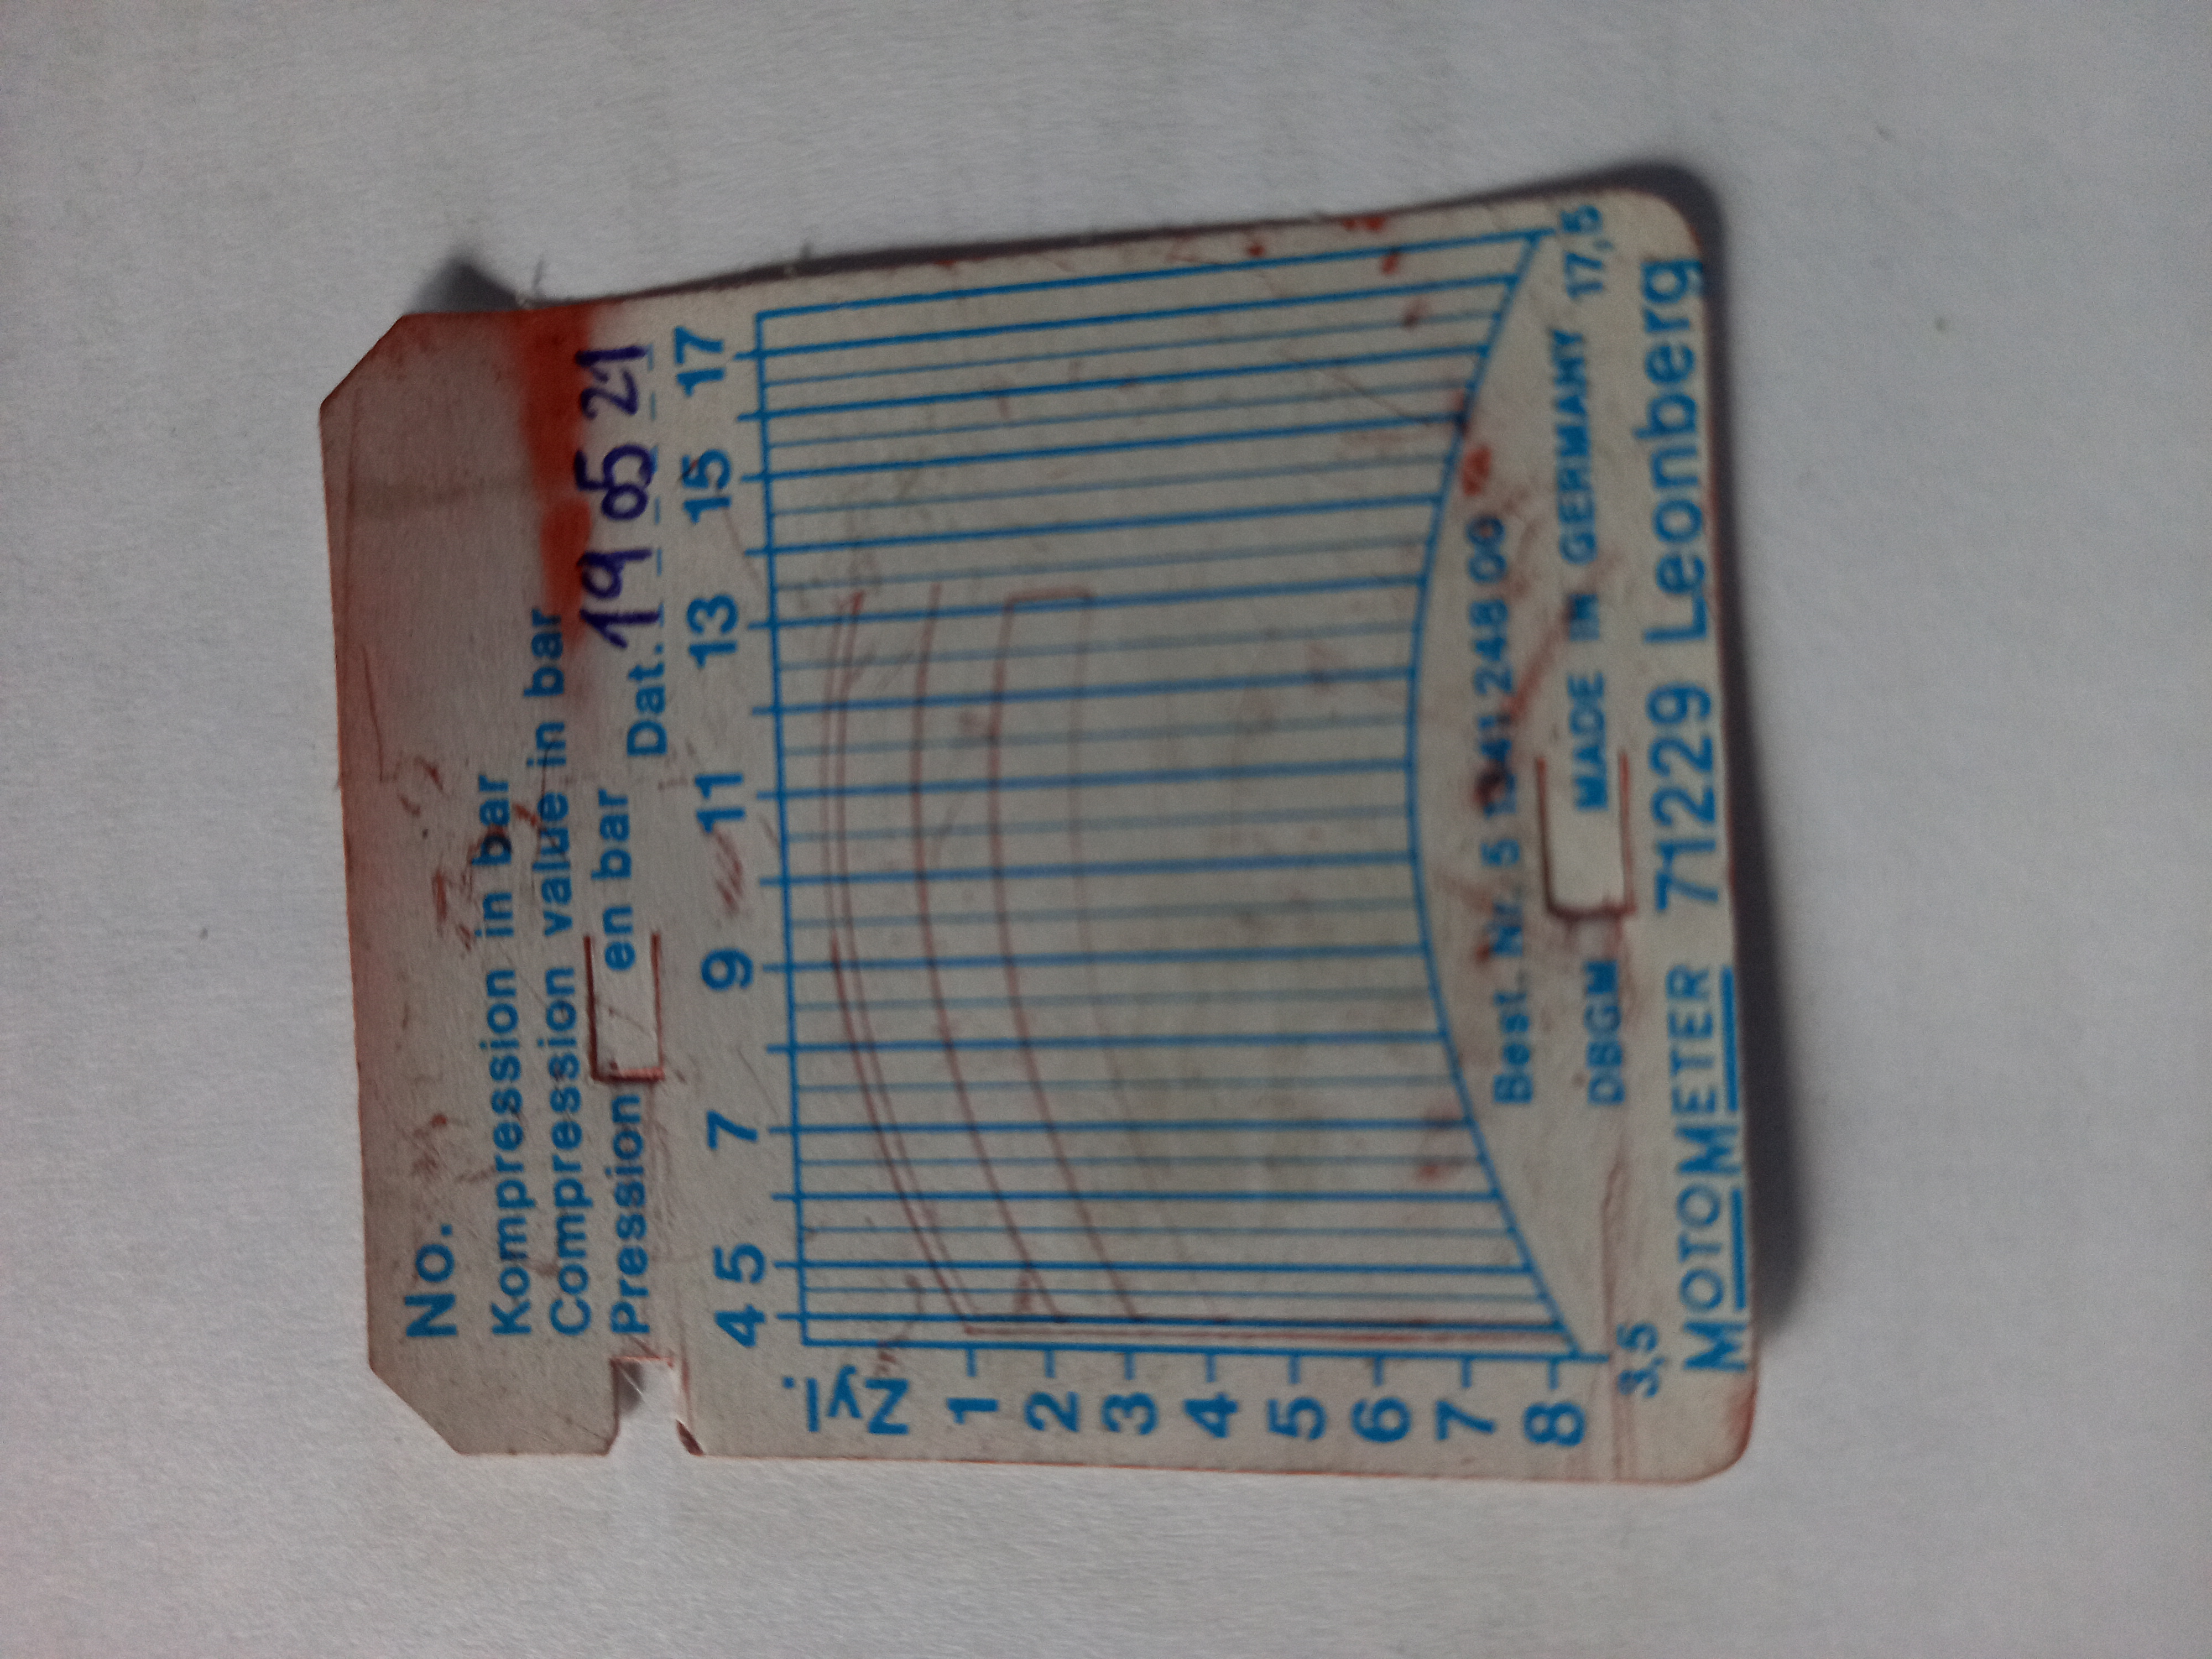 No.
Kompression in bar
Compression value in bar
Pression en bar
Dat. 19 05 21
4 5 7 9 11 13 15 17
Zyl.
1
2
3
4
5
6
7
8
3,5
17,5
Best. Nr. 5 1341 248 00
DBGM MADE IN GERMANY
MOTOMETER 71229 Leonberg